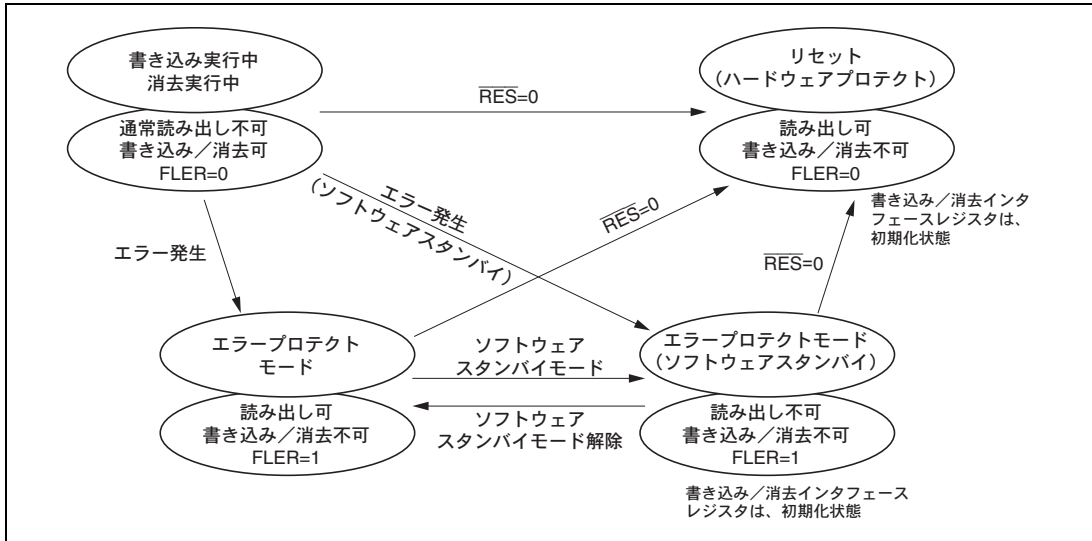 書き込み実行中
消去実行中
通常読み出し不可
書き込み／消去可
FLER=0
RES=0
リセット
（ハードウェアプロテクト）
読み出し可
書き込み／消去不可
FLER=0
書き込み／消去インタ
フェースレジスタは、
初期化状態
エラー発生
エラー発生
（ソフトウェアスタンバイ）
RES=0
RES=0
エラープロテクト
モード
読み出し可
書き込み／消去不可
FLER=1
ソフトウェア
スタンバイモード
ソフトウェア
スタンバイモード解除
エラープロテクトモード
（ソフトウェアスタンバイ）
読み出し不可
書き込み／消去不可
FLER=1
書き込み／消去インタフェース
レジスタは、初期化状態